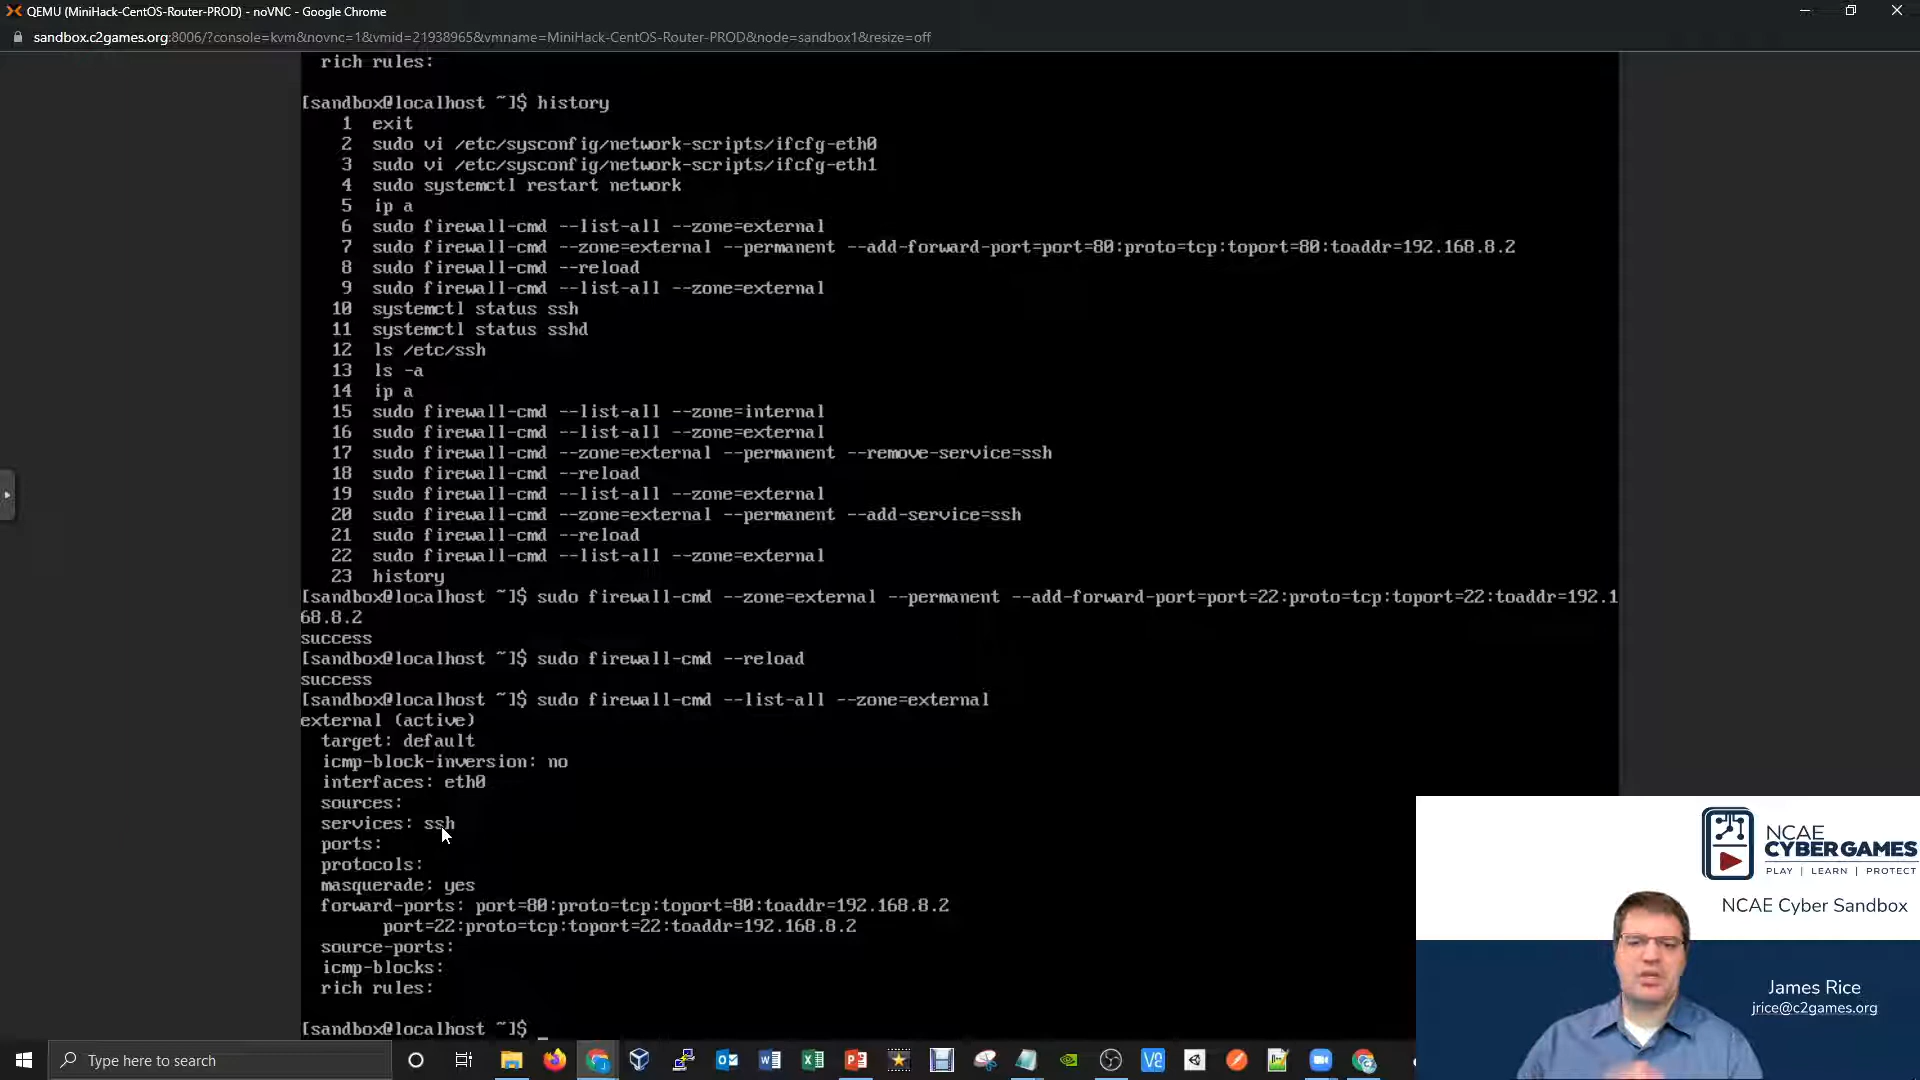 QEMU (MiniHack-CentOS-Router-PROD) - noVNC - Google Chrome
sandbox.c2games.org:8006/?console=kvm&novnc=1&vmid=21938965&vmname=MiniHack-CentOS-Router-PROD&node=sandbox1&resize=off
rich rules:
[sandbox@localhost ~]$ history
1 exit
2 sudo vi /etc/sysconfig/network-scripts/ifcfg-eth0
3 sudo vi /etc/sysconfig/network-scripts/ifcfg-eth1
4 sudo systemctl restart network
5 ip a
6 sudo firewall-cmd --list-all --zone=external
7 sudo firewall-cmd --zone=external --permanent --add-forward-port=port=80:proto=tcp:toport=80:toaddr=192.168.8.2
8 sudo firewall-cmd --reload
9 sudo firewall-cmd --list-all --zone=external
10 systemctl status ssh
11 systemctl status sshd
12 ls /etc/ssh
13 ls -a
14 ip a
15 sudo firewall-cmd --list-all --zone=internal
16 sudo firewall-cmd --list-all --zone=external
17 sudo firewall-cmd --zone=external --permanent --remove-service=ssh
18 sudo firewall-cmd --reload
19 sudo firewall-cmd --list-all --zone=external
20 sudo firewall-cmd --zone=external --permanent --add-service=ssh
21 sudo firewall-cmd --reload
22 sudo firewall-cmd --list-all --zone=external
23 history
[sandbox@localhost ~]$ sudo firewall-cmd --zone=external --permanent --add-forward-port=port=22:proto=tcp:toport=22:toaddr=192.1
68.8.2
success
[sandbox@localhost ~]$ sudo firewall-cmd --reload
success
[sandbox@localhost ~]$ sudo firewall-cmd --list-all --zone=external
external (active)
target: default
icmp-block-inversion: no
interfaces: eth0
sources:
services: ssh
ports:
protocols:
masquerade: yes
forward-ports: port=80:proto=tcp:toport=80:toaddr=192.168.8.2
port=22:proto=tcp:toport=22:toaddr=192.168.8.2
source-ports:
icmp-blocks:
rich rules:
[sandbox@localhost ~]$ _
NCAE
CYBERGAMES
PLAY | LEARN | PROTECT
NCAE Cyber Sandbox
James Rice
jrice@c2games.org
Type here to search